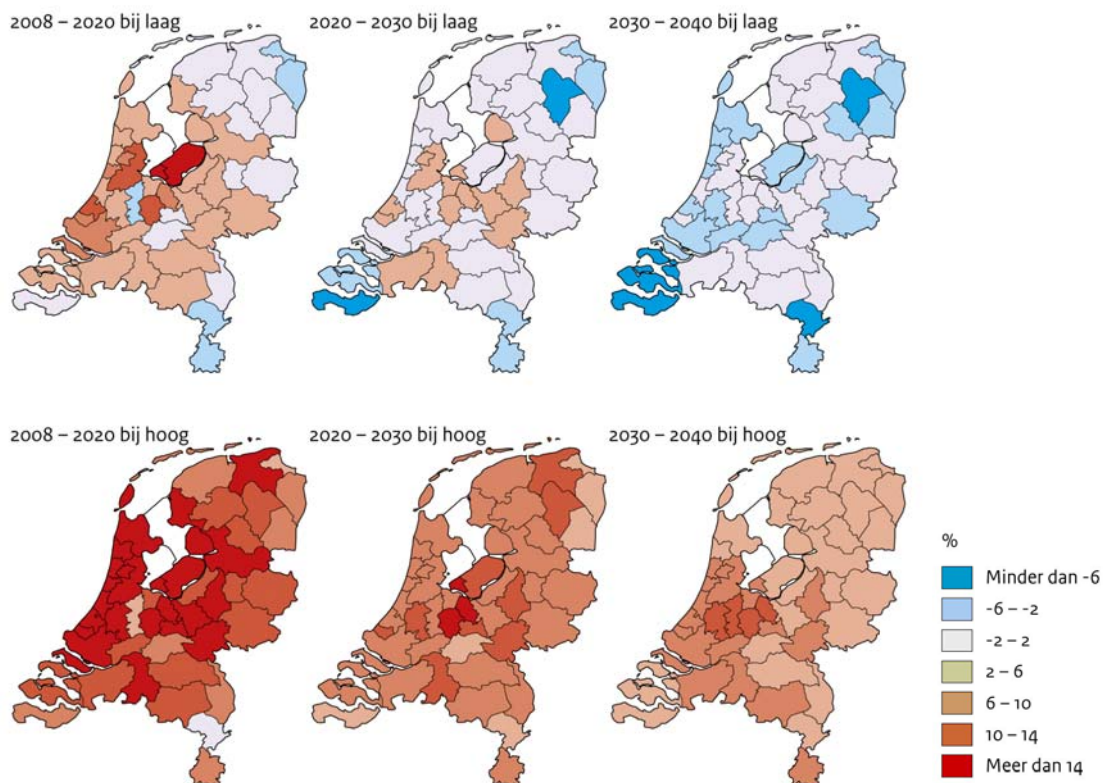 2008 – 2020 bij laag
2020 – 2030 bij laag
2030 – 2040 bij laag
2008 – 2020 bij hoog
2020 – 2030 bij hoog
2030 – 2040 bij hoog
%
Minder dan -6
-6 – -2
-2 – 2
2 – 6
6 – 10
10 – 14
Meer dan 14